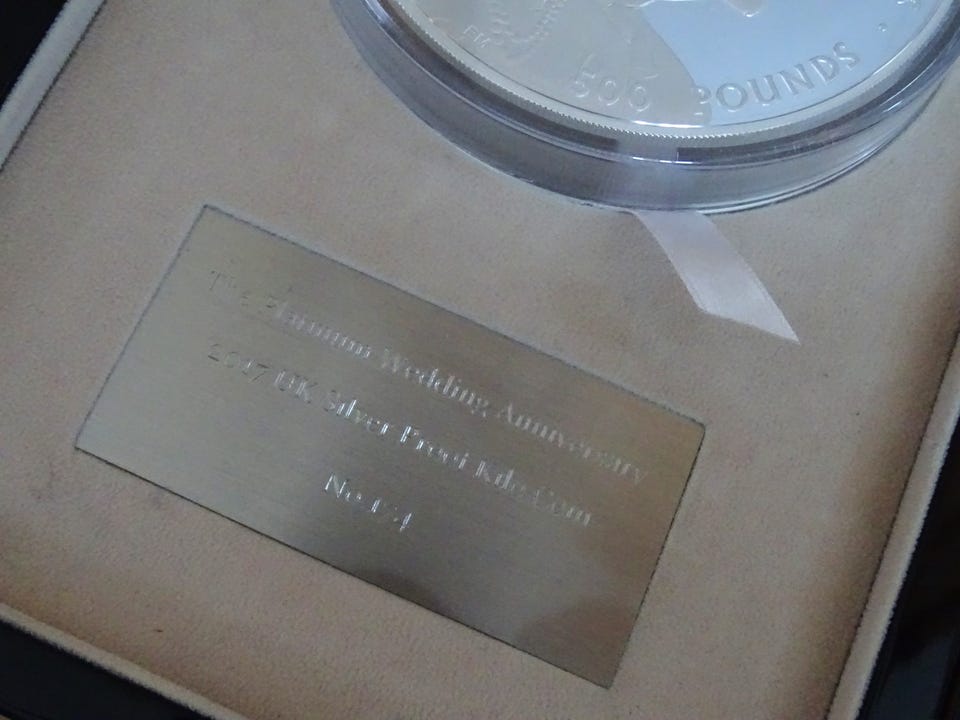 500 POUNDS
The Platinum Wedding Anniversary
2017 UK Silver Proof Kilo Coin
No.